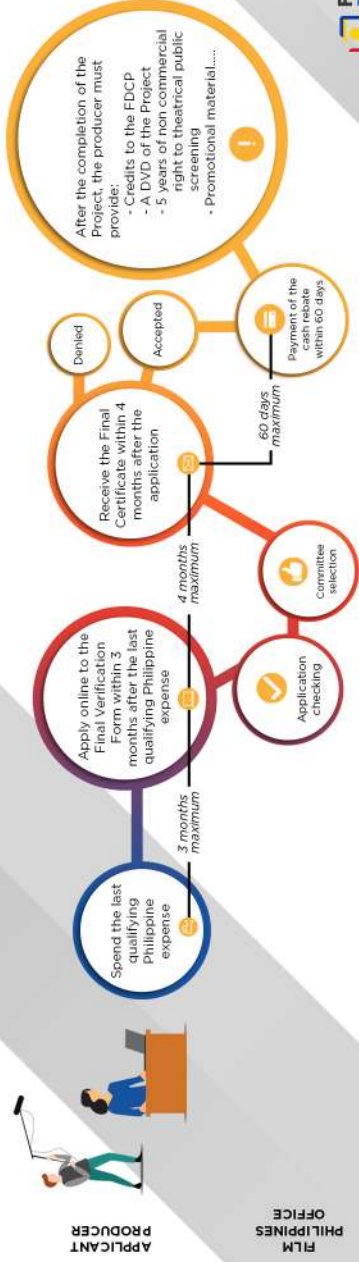 APPLICANT
PRODUCER
FILM
PHILIPPINES
OFFICE
Spend the last
qualifying
Philippine
expense
3 months
maximum
Apply online to the
Final Verification
Form within 3
months after the last
qualifying Philippine
expense
Application
checking
Committee
selection
4 months
maximum
Receive the Final
Certificate within 4
months after the
application
Denied
Accepted
60 days
maximum
Payment of the
cash rebate
within 60 days
After the completion of the
Project, the producer must
provide:
- Credits to the FDCP
- A DVD of the Project
- 5 years of non commercial
right to theatrical public
screening
- Promotional material.....